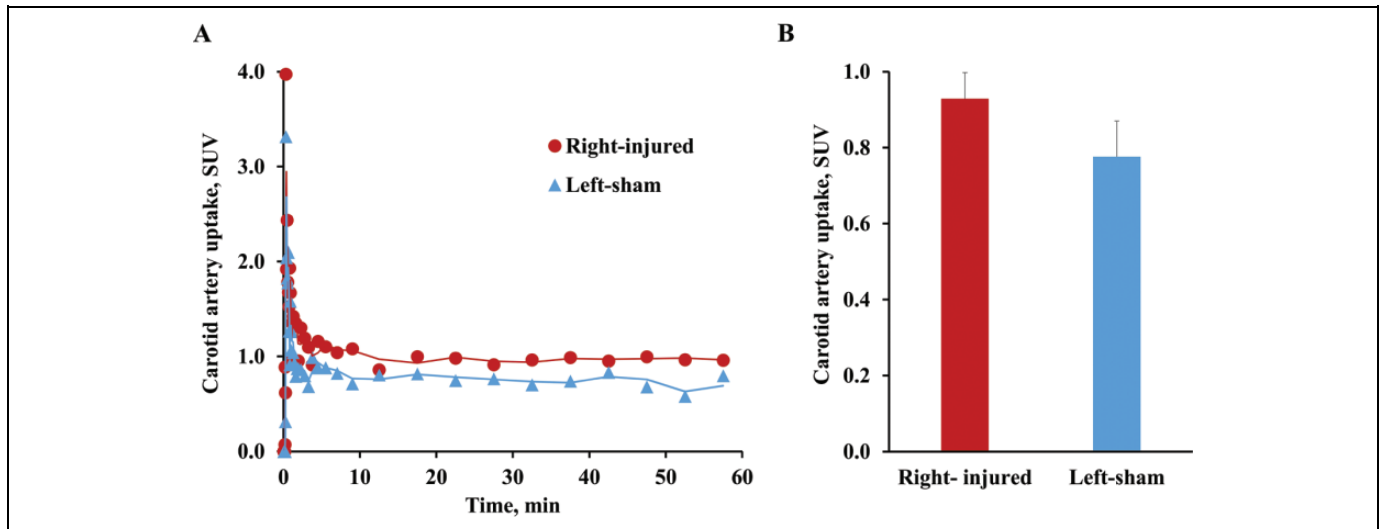 A
Carotid artery uptake, SUV
4.0
3.0
2.0
1.0
0.0
Right-injured
Left-sham
0
10
20
30
40
50
60
Time, min
B
Carotid artery uptake, SUV
1.0
0.8
0.6
0.4
0.2
0.0
Right- injured
Left-sham